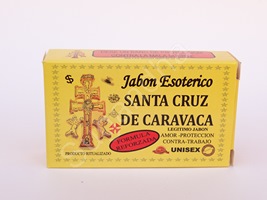 Jabon Esoterico
SANTA CRUZ
DE CARAVACA
LEGITIMO JABON
AMOR-PROTECCION
CONTRA-TRABAJO
FORMULA
REFORZADA
UNISEX
PRODUCTO RITUALIZADO